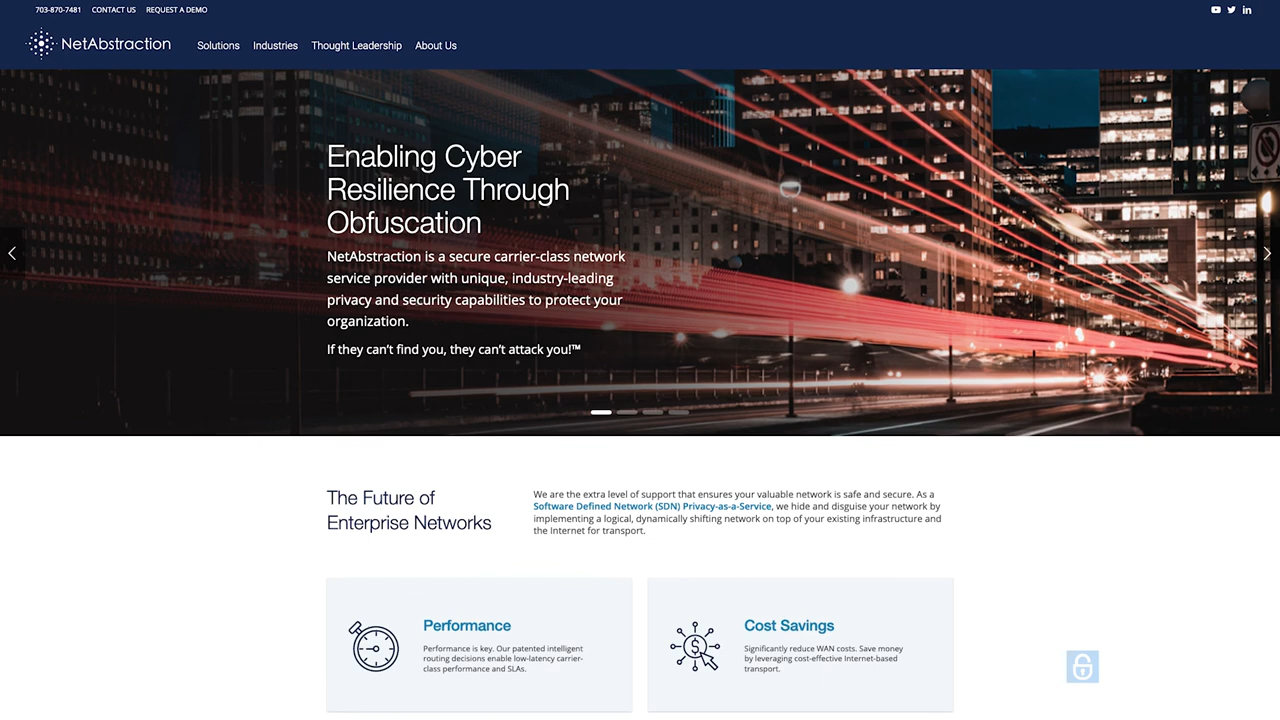 703-870-7481 CONTACT US REQUEST A DEMO
NetAbstraction Solutions Industries Thought Leadership About Us
Enabling Cyber
Resilience Through
Obfuscation
NetAbstraction is a secure carrier-class network
service provider with unique, industry-leading
privacy and security capabilities to protect your
organization.
If they can’t find you, they can’t attack you!™
The Future of
Enterprise Networks
We are the extra level of support that ensures your valuable network is safe and secure. As a
Software Defined Network (SDN) Privacy-as-a-Service, we hide and disguise your network by
implementing a logical, dynamically shifting network on top of your existing infrastructure and
the Internet for transport.
Performance
Performance is key. Our patented intelligent
routing decisions enable low-latency carrier-
class performance and SLAs.
Cost Savings
Significantly reduce WAN costs. Save money
by leveraging cost-effective Internet-based
transport.